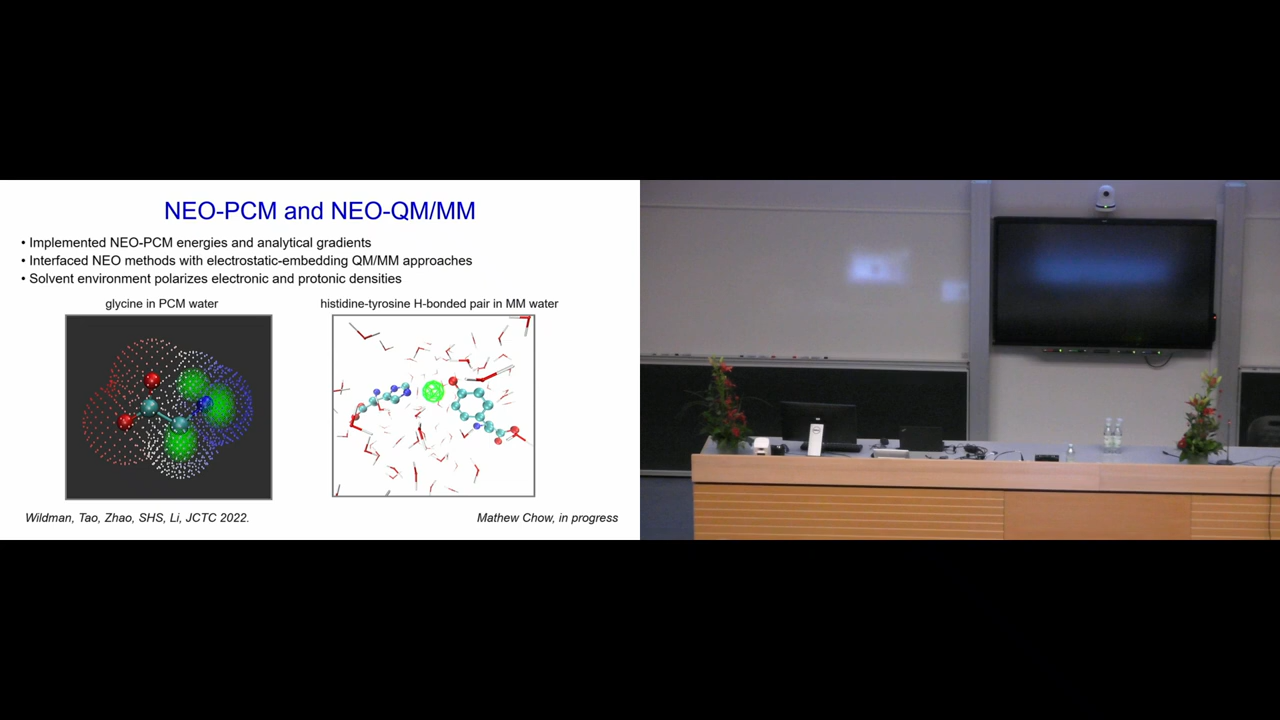 NEO-PCM and NEO-QM/MM
• Implemented NEO-PCM energies and analytical gradients
• Interfaced NEO methods with electrostatic-embedding QM/MM approaches
• Solvent environment polarizes electronic and protonic densities
glycine in PCM water
histidine-tyrosine H-bonded pair in MM water
Wildman, Tao, Zhao, SHS, Li, JCTC 2022.
Mathew Chow, in progress